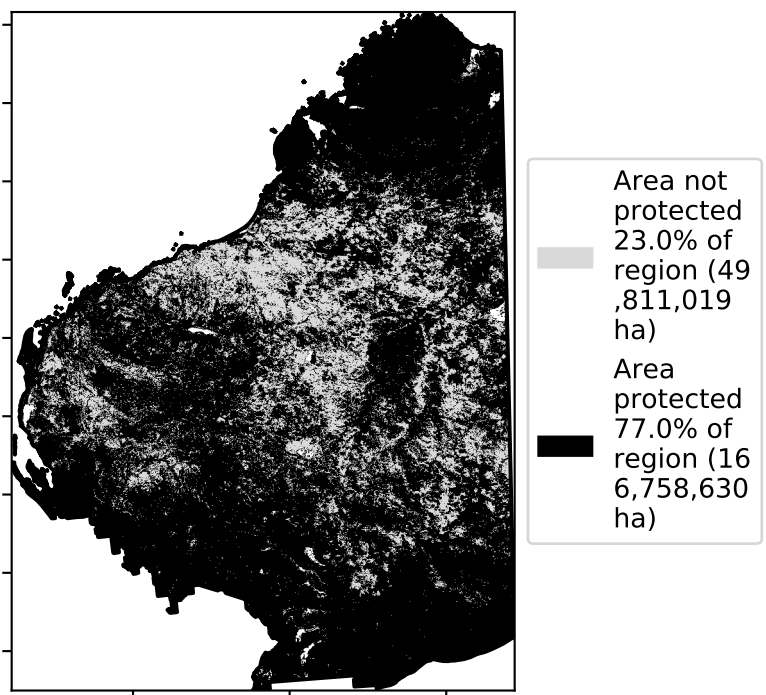 Area not
protected
23.0% of
region (49
,811,019
ha)
Area
protected
77.0% of
region (16
6,758,630
ha)